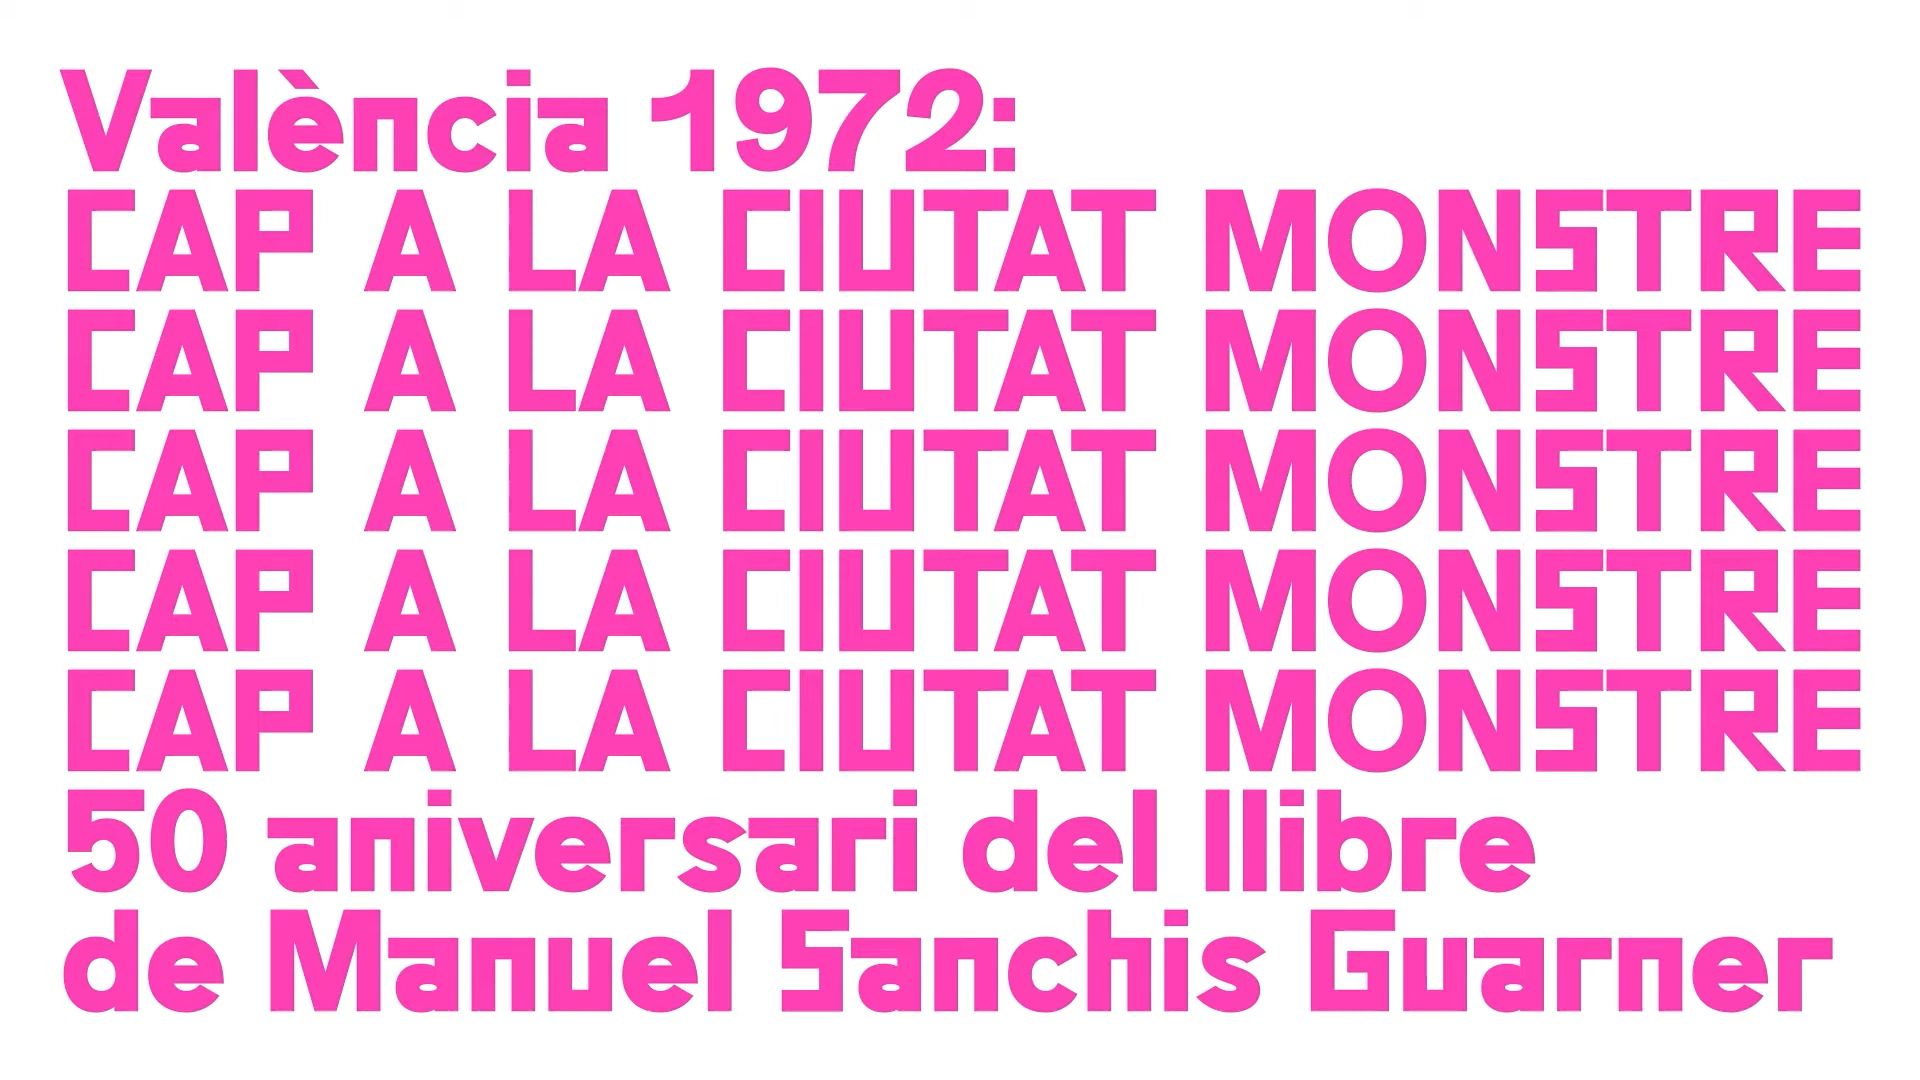 València 1972:
CAP A LA CIUTAT MONSTRE
CAP A LA CIUTAT MONSTRE
CAP A LA CIUTAT MONSTRE
CAP A LA CIUTAT MONSTRE
CAP A LA CIUTAT MONSTRE
50 aniversari del llibre
de Manuel Sanchis Guarner